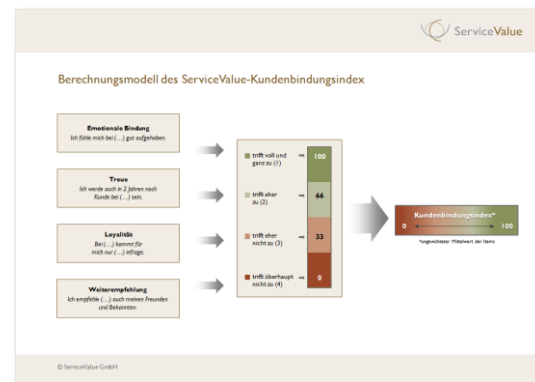 ServiceValue
Berechnungsmodell des ServiceValue-Kundenbindungsindex
Emotionale Bindung
Ich fühle mich bei (…) gut aufgehoben.
Treue
Ich werde auch in 2 Jahren noch
Kunde bei (…) sein.
Loyalität
Bei (…) kommt für
mich nur (…) infrage.
Weiterempfehlung
Ich empfehle (…) auch meinen Freunden
und Bekannten.
trifft voll und
ganz zu (1)
100
trifft eher
zu (2)
66
trifft eher
nicht zu (3)
33
trifft überhaupt
nicht zu (4)
0
Kundenbindungsindex*
0 100
*ungewichteter Mittelwert der Items
© ServiceValue GmbH